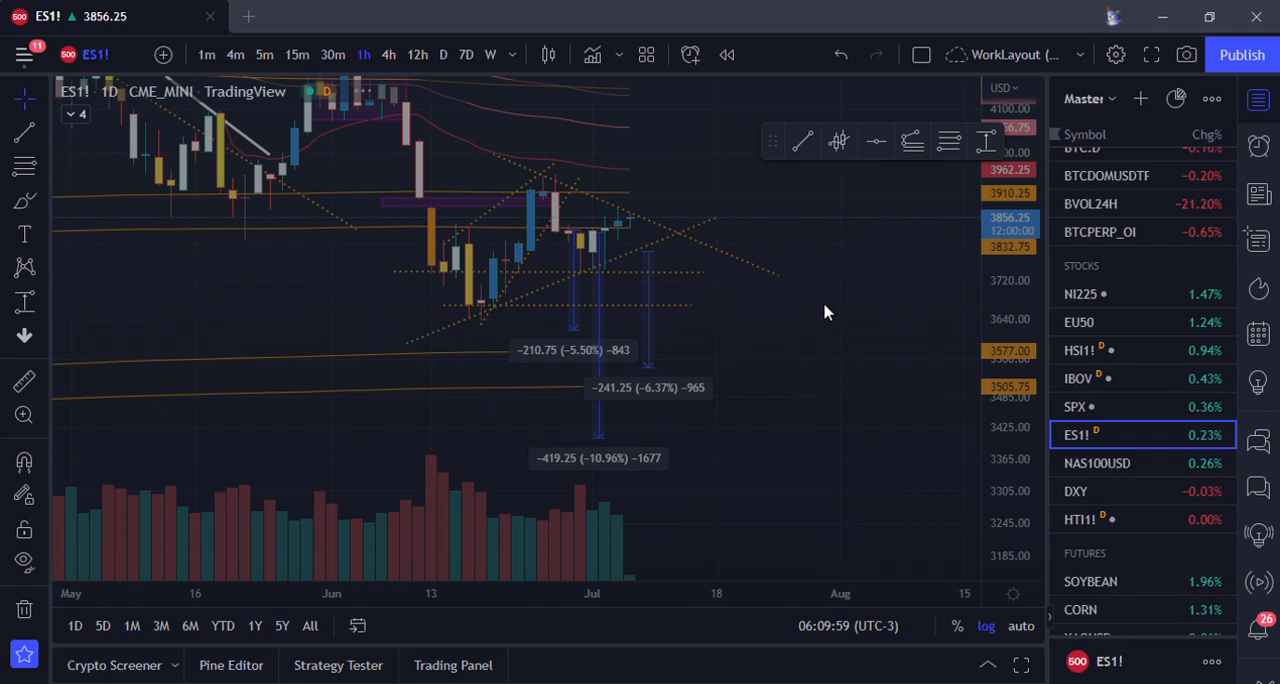 500 ES1! ▲ 3856.25
11
500 ES1! 1m 4m 5m 15m 30m 1h 4h 12h D 7D W WorkLayout (... Publish
ES1! · 1D · CME_MINI · TradingView D
4
USD
4100.00
3962.25
3910.25
3856.25
12:00:00
3832.75
3720.00
3640.00
3577.00
3505.75
3485.00
3425.00
3365.00
3305.00
3245.00
3185.00
−210.75 (−5.50%) −843
−241.25 (−6.37%) −965
−419.25 (−10.96%) −1677
May 16 Jun 13 Jul 18 Aug 15
1D 5D 1M 3M 6M YTD 1Y 5Y All 06:09:59 (UTC-3) % log auto
Crypto Screener Pine Editor Strategy Tester Trading Panel
Master
Symbol Chg%
BTC.D −0.16%
BTCDOMUSDTF −0.20%
BVOL24H −21.20%
BTCPERP_OI −0.65%
STOCKS
NI225 1.47%
EU50 1.24%
HSI1! D 0.94%
IBOV D 0.43%
SPX 0.36%
ES1! D 0.23%
NAS100USD 0.26%
DXY −0.03%
HTI1! D 0.00%
FUTURES
SOYBEAN 1.96%
CORN 1.31%
500 ES1!
26